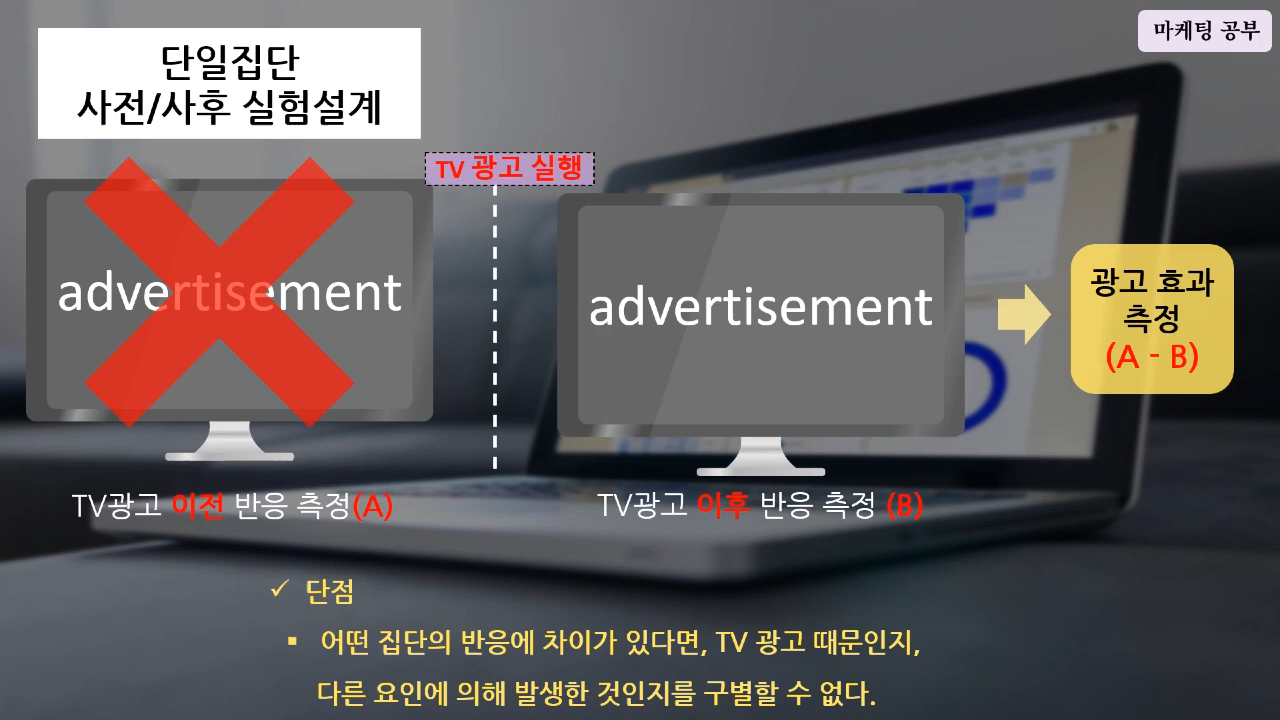 마케팅 공부
단일집단
사전/사후 실험설계
TV 광고 실행
advertisement
advertisement
광고 효과
측정
(A - B)
TV광고 이전 반응 측정(A)
TV광고 이후 반응 측정 (B)
✓ 단점
▪ 어떤 집단의 반응에 차이가 있다면, TV 광고 때문인지,
다른 요인에 의해 발생한 것인지를 구별할 수 없다.